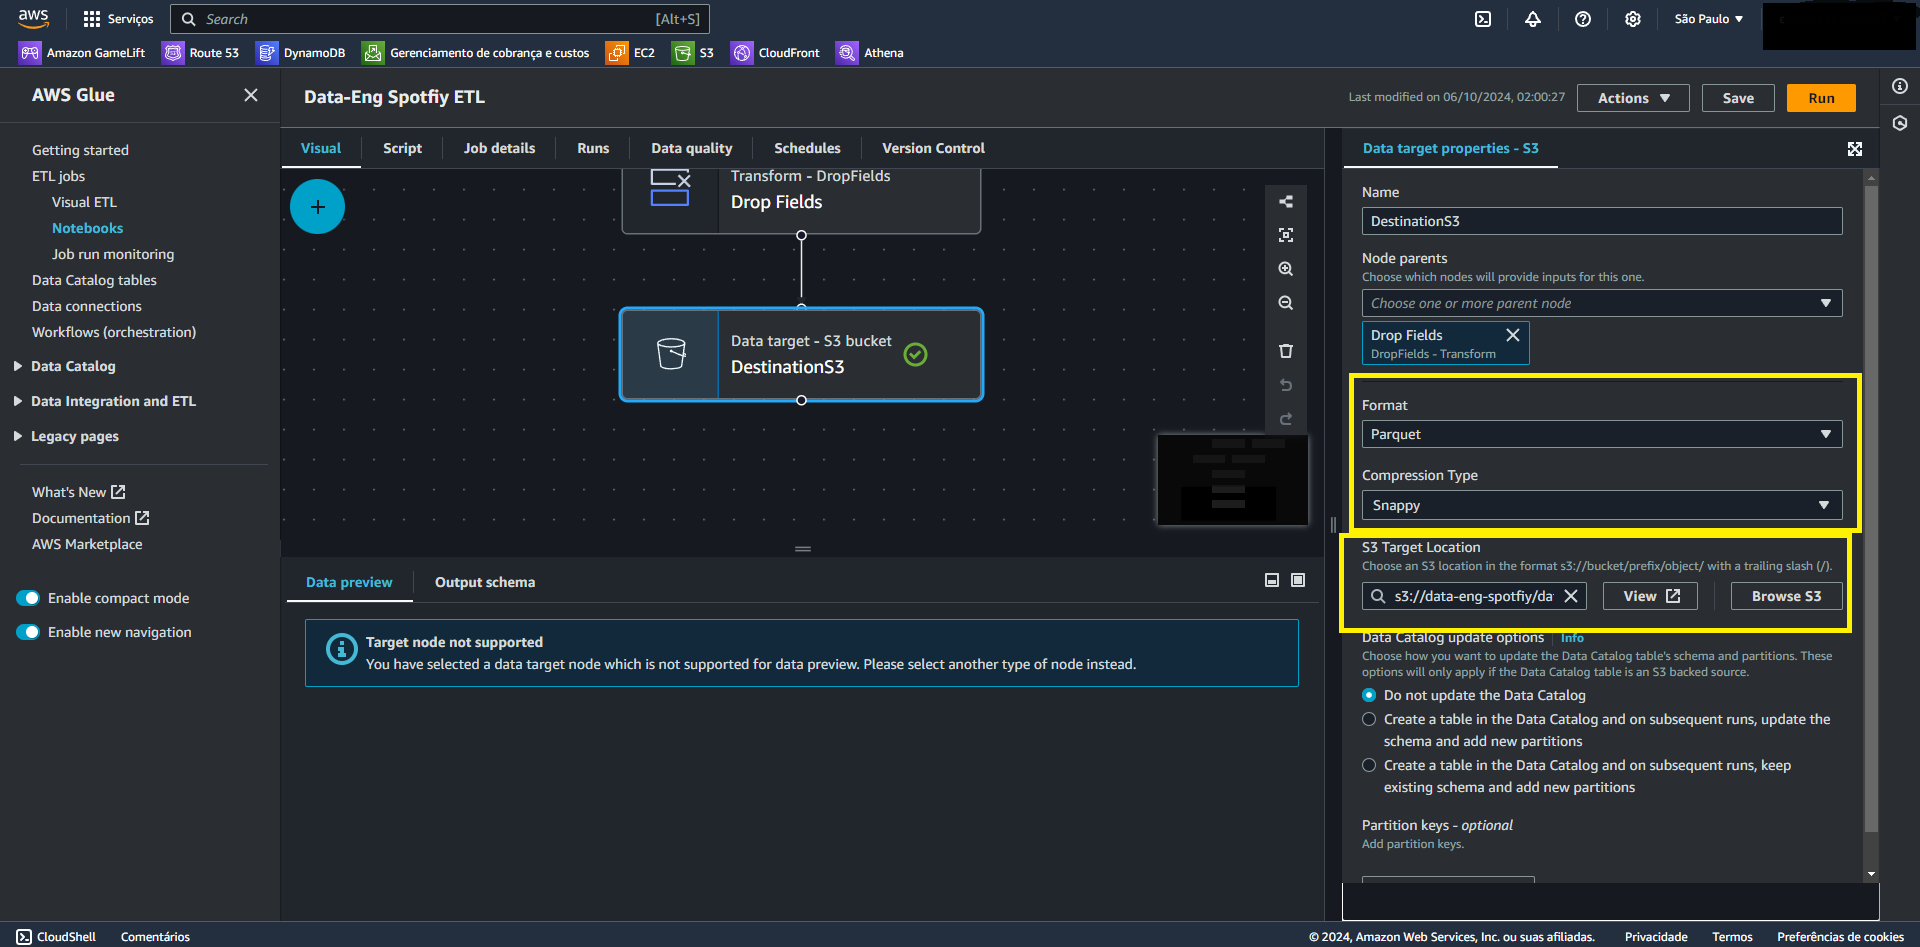 aws
Serviços
Search
[Alt+S]
São Paulo
Amazon GameLift
Route 53
DynamoDB
Gerenciamento de cobrança e custos
EC2
S3
CloudFront
Athena
AWS Glue
Getting started
ETL jobs
Visual ETL
Notebooks
Job run monitoring
Data Catalog tables
Data connections
Workflows (orchestration)
Data Catalog
Data Integration and ETL
Legacy pages
What's New
Documentation
AWS Marketplace
Enable compact mode
Enable new navigation
Data-Eng Spotfiy ETL
Last modified on 06/10/2024, 02:00:27
Actions
Save
Run
Visual
Script
Job details
Runs
Data quality
Schedules
Version Control
Transform - DropFields
Drop Fields
Data target - S3 bucket
DestinationS3
Data preview
Output schema
Target node not supported
You have selected a data target node which is not supported for data preview. Please select another type of node instead.
Data target properties - S3
Name
DestinationS3
Node parents
Choose which nodes will provide inputs for this one.
Choose one or more parent node
Drop Fields
DropFields - Transform
Format
Parquet
Compression Type
Snappy
S3 Target Location
Choose an S3 location in the format s3://bucket/prefix/object/ with a trailing slash (/).
s3://data-eng-spotfiy/da
View
Browse S3
Data Catalog update options
Info
Choose how you want to update the Data Catalog table's schema and partitions. These
options will only apply if the Data Catalog table is an S3 backed source.
Do not update the Data Catalog
Create a table in the Data Catalog and on subsequent runs, update the
schema and add new partitions
Create a table in the Data Catalog and on subsequent runs, keep
existing schema and add new partitions
Partition keys - optional
Add partition keys.
CloudShell
Comentários
© 2024, Amazon Web Services, Inc. ou suas afiliadas.
Privacidade
Termos
Preferências de cookies